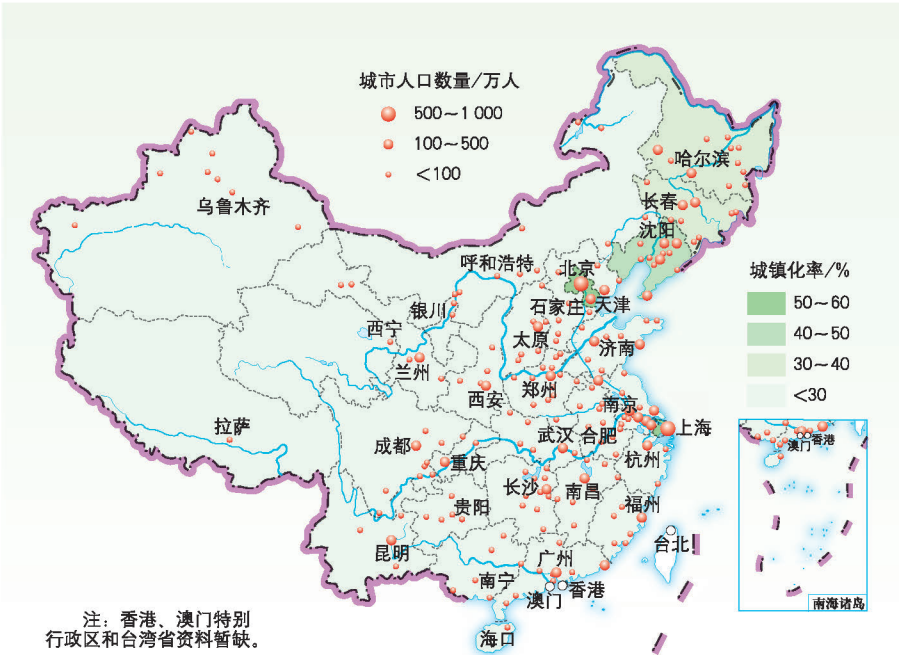 城市人口数量/万人
500～1 000
100～500
<100
哈尔滨
长春
沈阳
乌鲁木齐
呼和浩特
北京
城镇化率/%
50～60
40～50
30～40
<30
银川
石家庄
天津
西宁
太原
济南
兰州
西安
郑州
南京
拉萨
成都
武汉
合肥
上海
杭州
重庆
长沙
南昌
贵阳
福州
昆明
台北
广州
南宁
香港
澳门
海口
澳门
香港
南海诸岛
注：香港、澳门特别
行政区和台湾省资料暂缺。